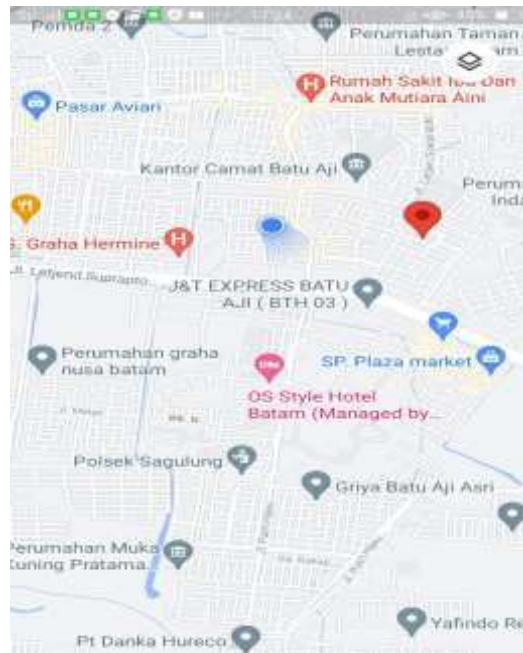 Pemda 2
Perumahan Taman
Lesta
Rumah Sakit Ibu Dan
Anak Mutiara Aini
Pasar Aviari
Kantor Camat Batu Aji
Perum
Inda
S. Graha Hermine
Jl. Letjend Suprapto
J&T EXPRESS BATU
AJI ( BTH 03 )
Perumahan graha
nusa batam
SP. Plaza market
OS Style Hotel
Batam (Managed by...
Polsek Sagulung
Griya Batu Aji Asri
Perumahan Muka
Kuning Pratama.
Yafindo Re
Pt Danka Hureco